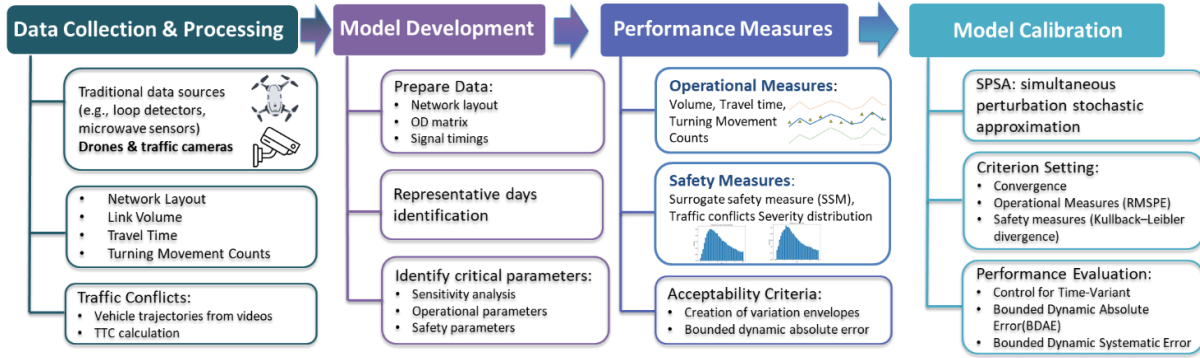 Data Collection & Processing
Traditional data sources
(e.g., loop detectors,
microwave sensors)
Drones & traffic cameras
• Network Layout
• Link Volume
• Travel Time
• Turning Movement Counts
Traffic Conflicts:
• Vehicle trajectories from videos
• TTC calculation
Model Development
Prepare Data:
• Network layout
• OD matrix
• Signal timings
Representative days
identification
Identify critical parameters:
• Sensitivity analysis
• Operational parameters
• Safety parameters
Performance Measures
Operational Measures:
Volume, Travel time,
Turning Movement
Counts
Safety Measures:
Surrogate safety measure (SSM),
Traffic conflicts Severity distribution
Acceptability Criteria:
• Creation of variation envelopes
• Bounded dynamic absolute error
Model Calibration
SPSA: simultaneous
perturbation stochastic
approximation
Criterion Setting:
• Convergence
• Operational Measures (RMSPE)
• Safety measures (Kullback–Leibler
divergence)
Performance Evaluation:
• Control for Time-Variant
• Bounded Dynamic Absolute
Error(BDAE)
• Bounded Dynamic Systematic Error